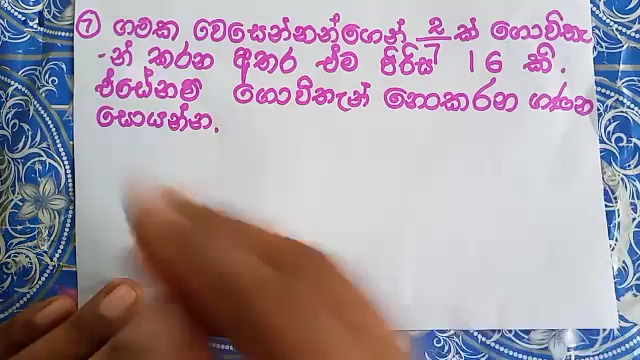 ⑦ ගමක වෙසෙන්නන්ගෙන් 2/7 ක් ගොවිතැ
-න් කරන අතර එම පිරිස 16 කි.
එසේනම් ගොවිතැන් නොකරන ගණන
සොයන්න.